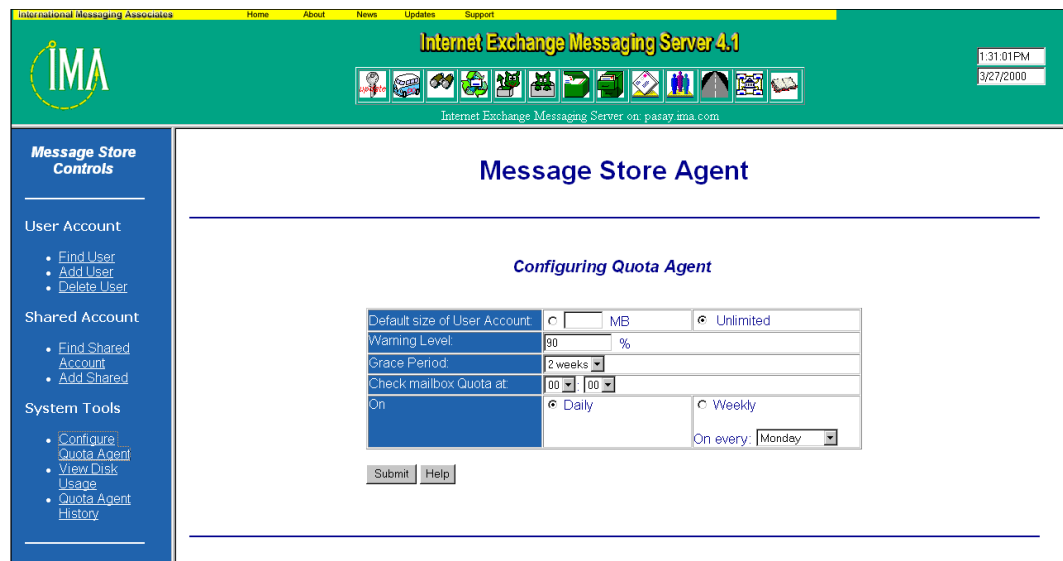 International Messaging Associates Home About News Updates Support
Internet Exchange Messaging Server 4.1
IMA
update
1:31:01PM
3/27/2000
Internet Exchange Messaging Server on: pasay.ima.com
Message Store
Controls
User Account
Find User
Add User
Delete User
Shared Account
Find Shared
Account
Add Shared
System Tools
Configure
Quota Agent
View Disk
Usage
Quota Agent
History
Message Store Agent
Configuring Quota Agent
Default size of User Account: MB Unlimited
Warning Level: 90 %
Grace Period: 2 weeks
Check mailbox Quota at: 00 : 00
On Daily Weekly
On every: Monday
Submit Help